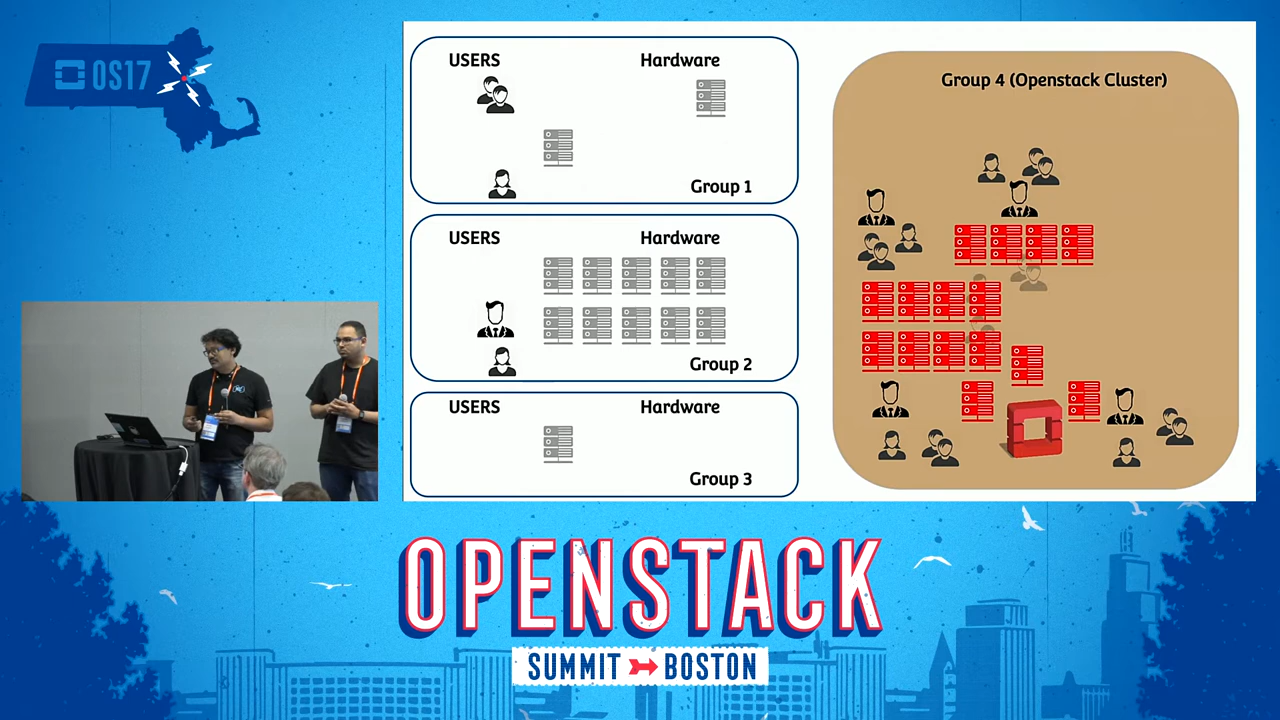 OS17
USERS
Hardware
Group 1
USERS
Hardware
Group 2
USERS
Hardware
Group 3
Group 4 (Openstack Cluster)
OPENSTACK
SUMMIT BOSTON